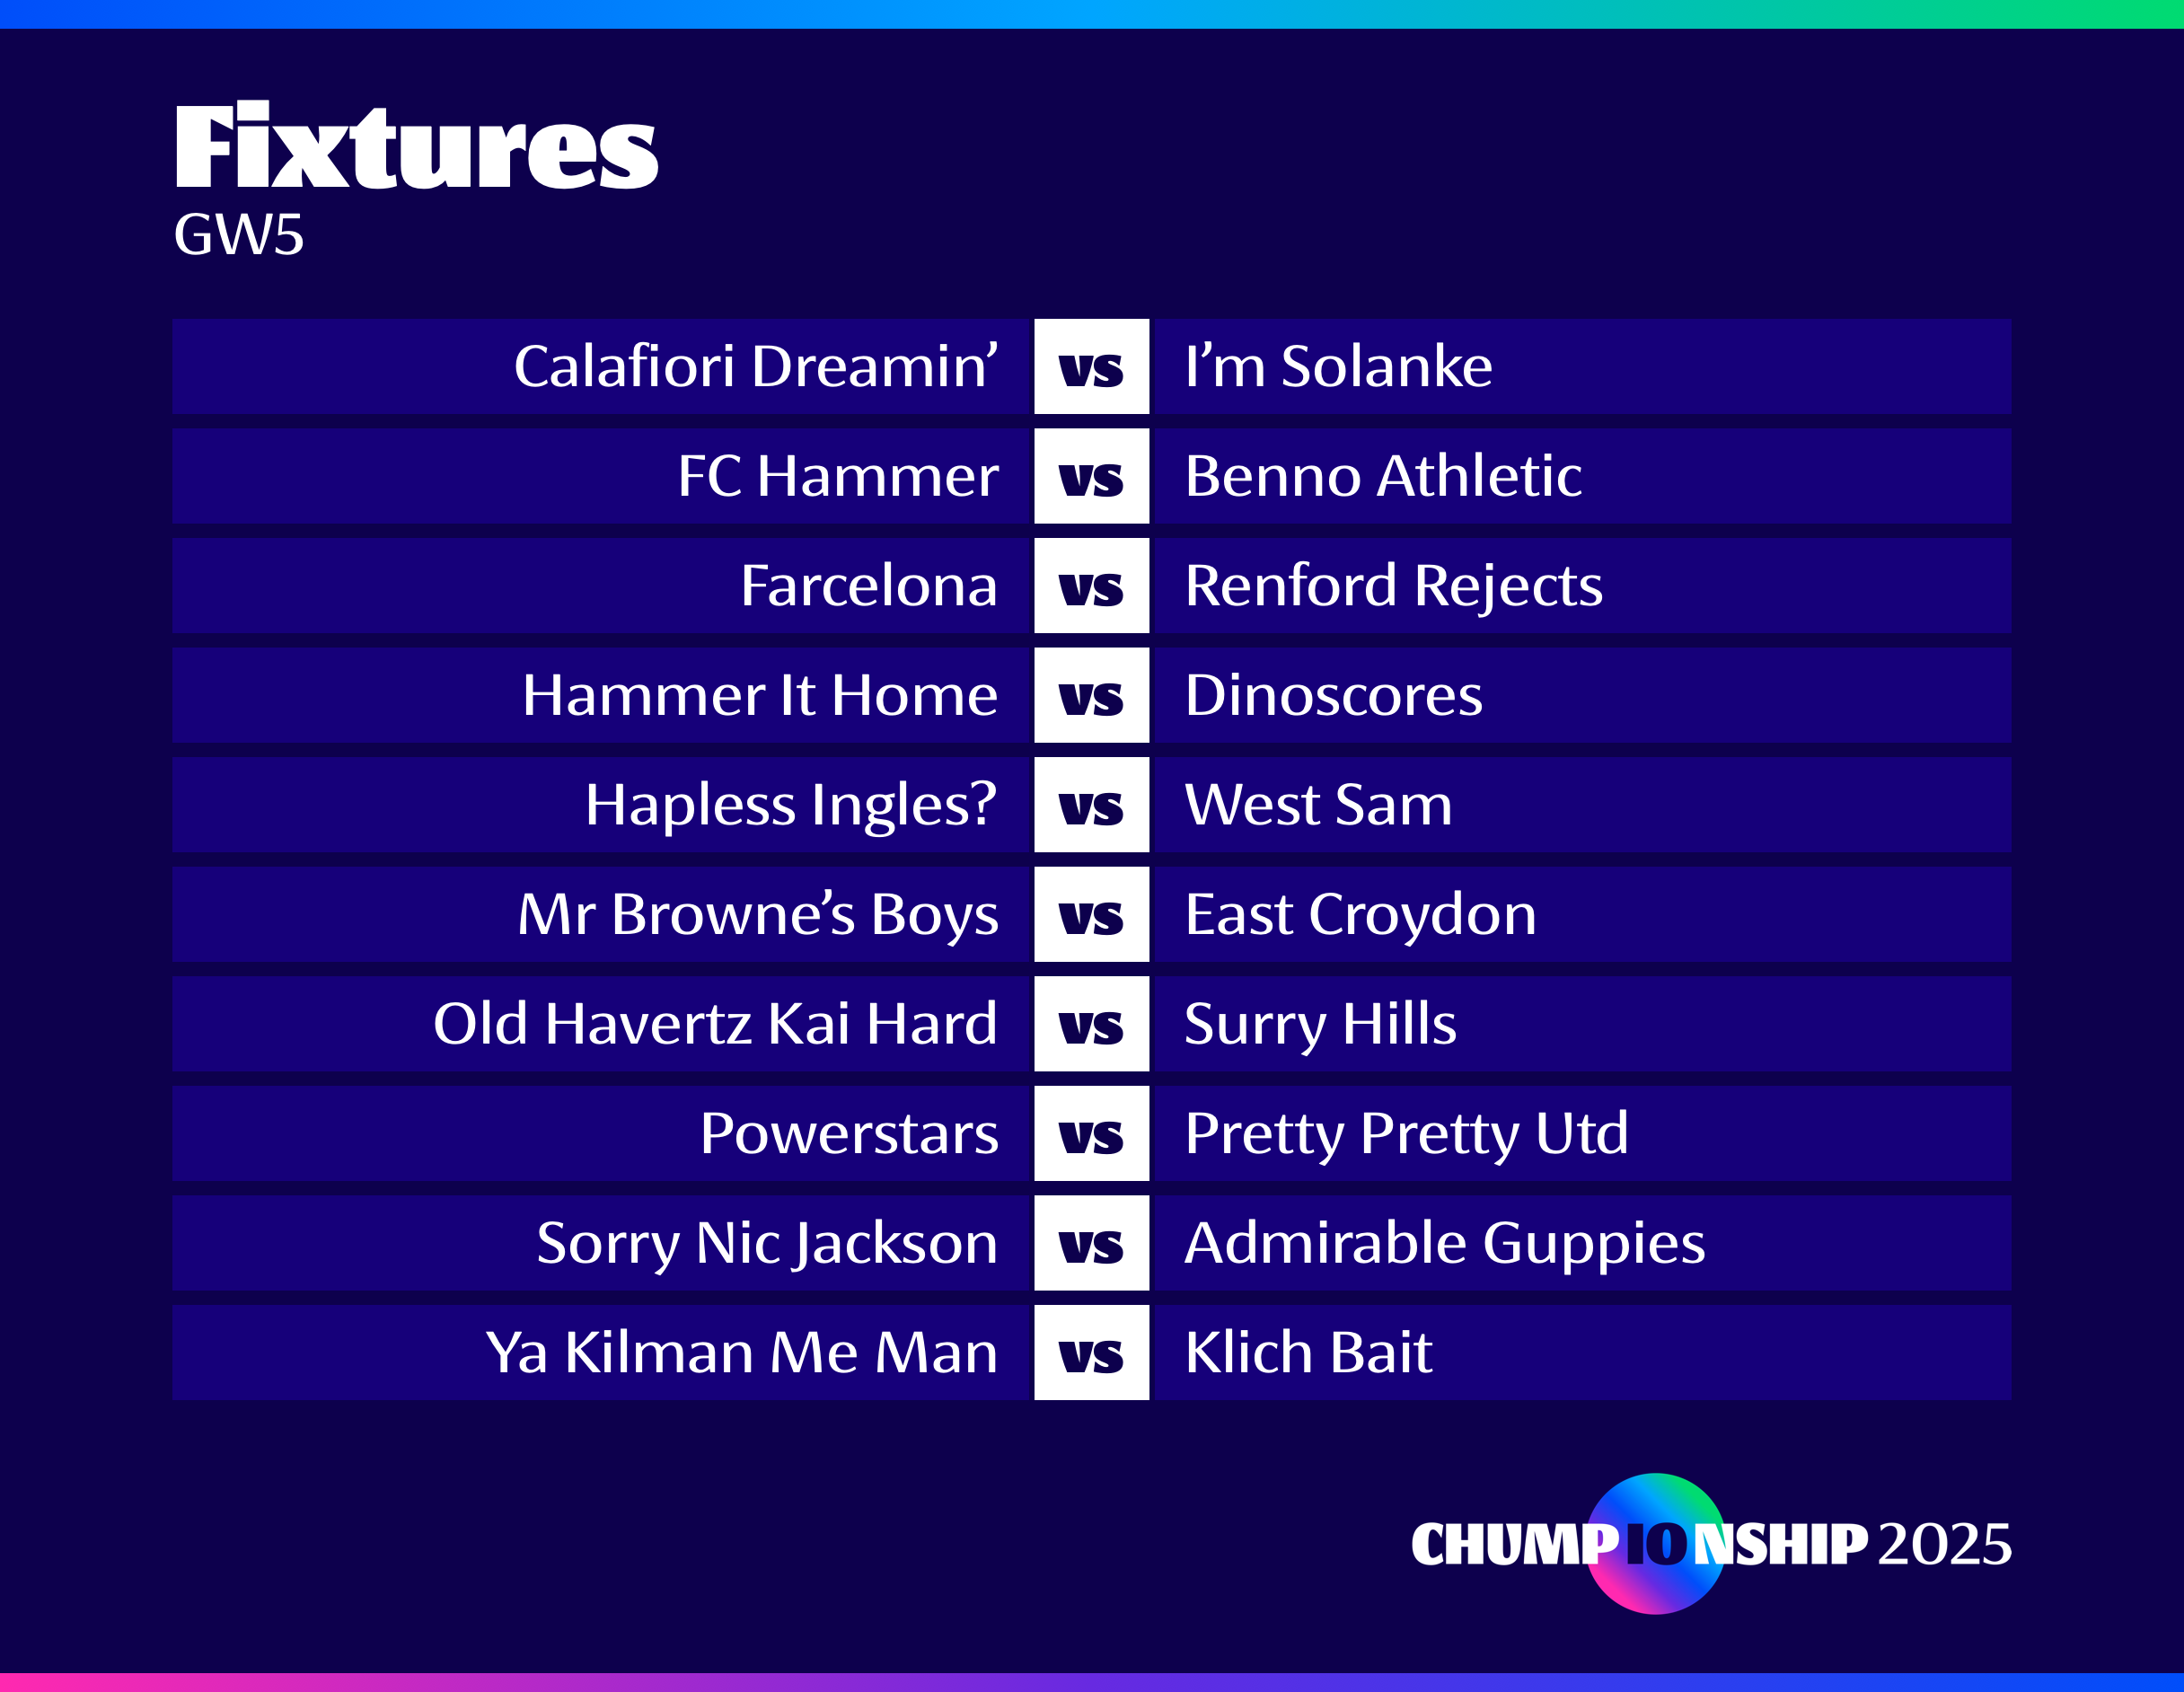 Fixtures
GW5
Calafiori Dreamin’ vs I’m Solanke
FC Hammer vs Benno Athletic
Farcelona vs Renford Rejects
Hammer It Home vs Dinoscores
Hapless Ingles? vs West Sam
Mr Browne’s Boys vs East Croydon
Old Havertz Kai Hard vs Surry Hills
Powerstars vs Pretty Pretty Utd
Sorry Nic Jackson vs Admirable Guppies
Ya Kilman Me Man vs Klich Bait
CHUMPIONSHIP 2025